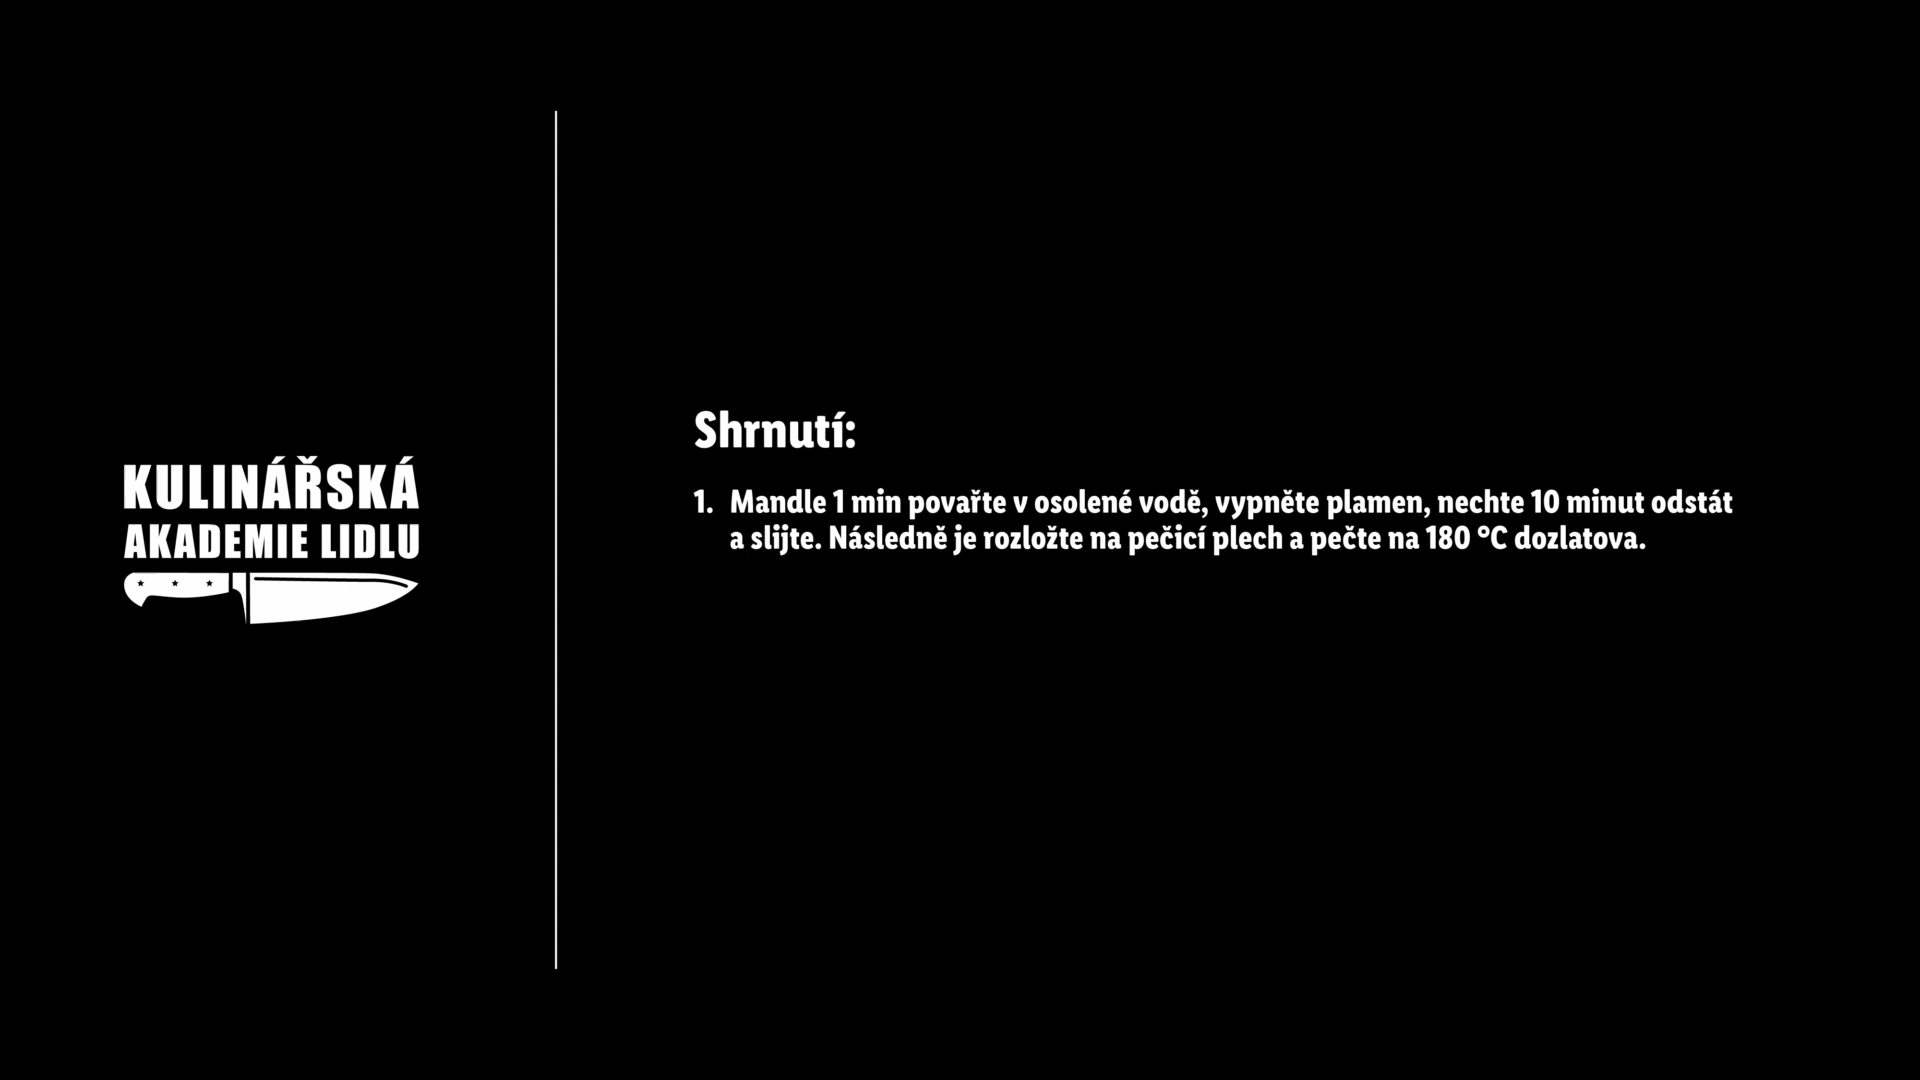 KULINÁŘSKÁ
AKADEMIE LIDLU
Shrnutí:
1. Mandle 1 min povařte v osolené vodě, vypněte plamen, nechte 10 minut odstát
a slijte. Následně je rozložte na pečicí plech a pečte na 180 °C dozlatova.